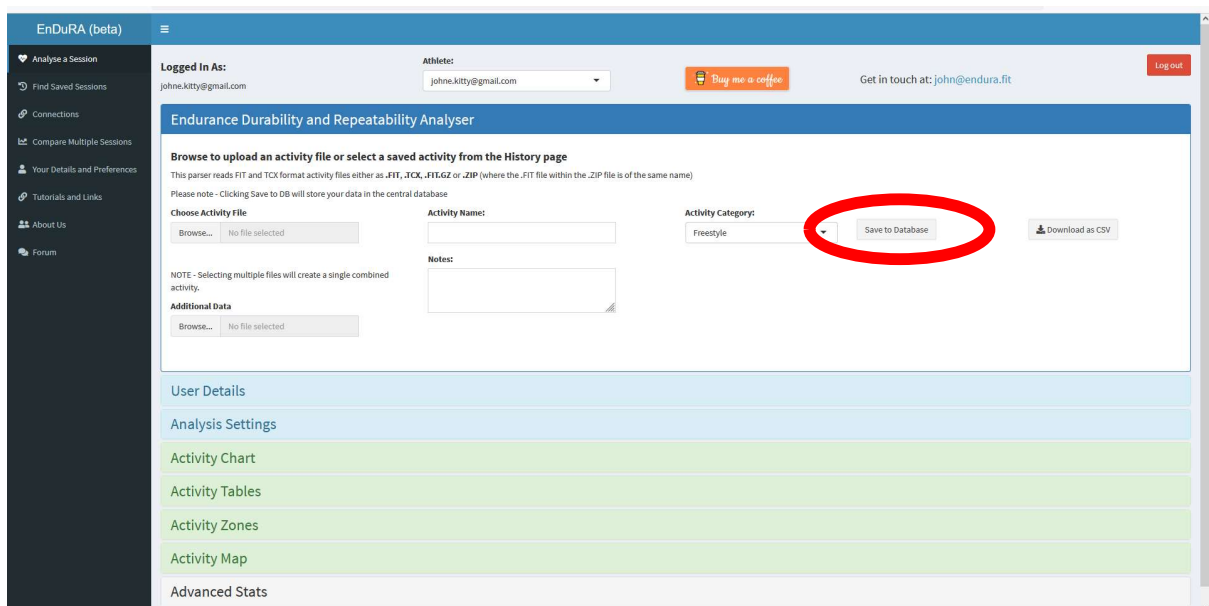 EnDuRA (beta)
Analyse a Session
Find Saved Sessions
Connections
Compare Multiple Sessions
Your Details and Preferences
Tutorials and Links
About Us
Forum
Logged In As:
johne.kitty@gmail.com
Athlete:
johne.kitty@gmail.com
Buy me a coffee
Get in touch at: john@endura.fit
Log out
Endurance Durability and Repeatability Analyser
Browse to upload an activity file or select a saved activity from the History page
This parser reads FIT and TCX format activity files either as .FIT, .TCX, .FIT.GZ or .ZIP (where the .FIT file within the .ZIP file is of the same name)
Please note - Clicking Save to DB will store your data in the central database
Choose Activity File
Browse... No file selected
Activity Name:
Activity Category:
Freestyle
Save to Database
Download as CSV
NOTE - Selecting multiple files will create a single combined
activity.
Notes:
Additional Data
Browse... No file selected
User Details
Analysis Settings
Activity Chart
Activity Tables
Activity Zones
Activity Map
Advanced Stats